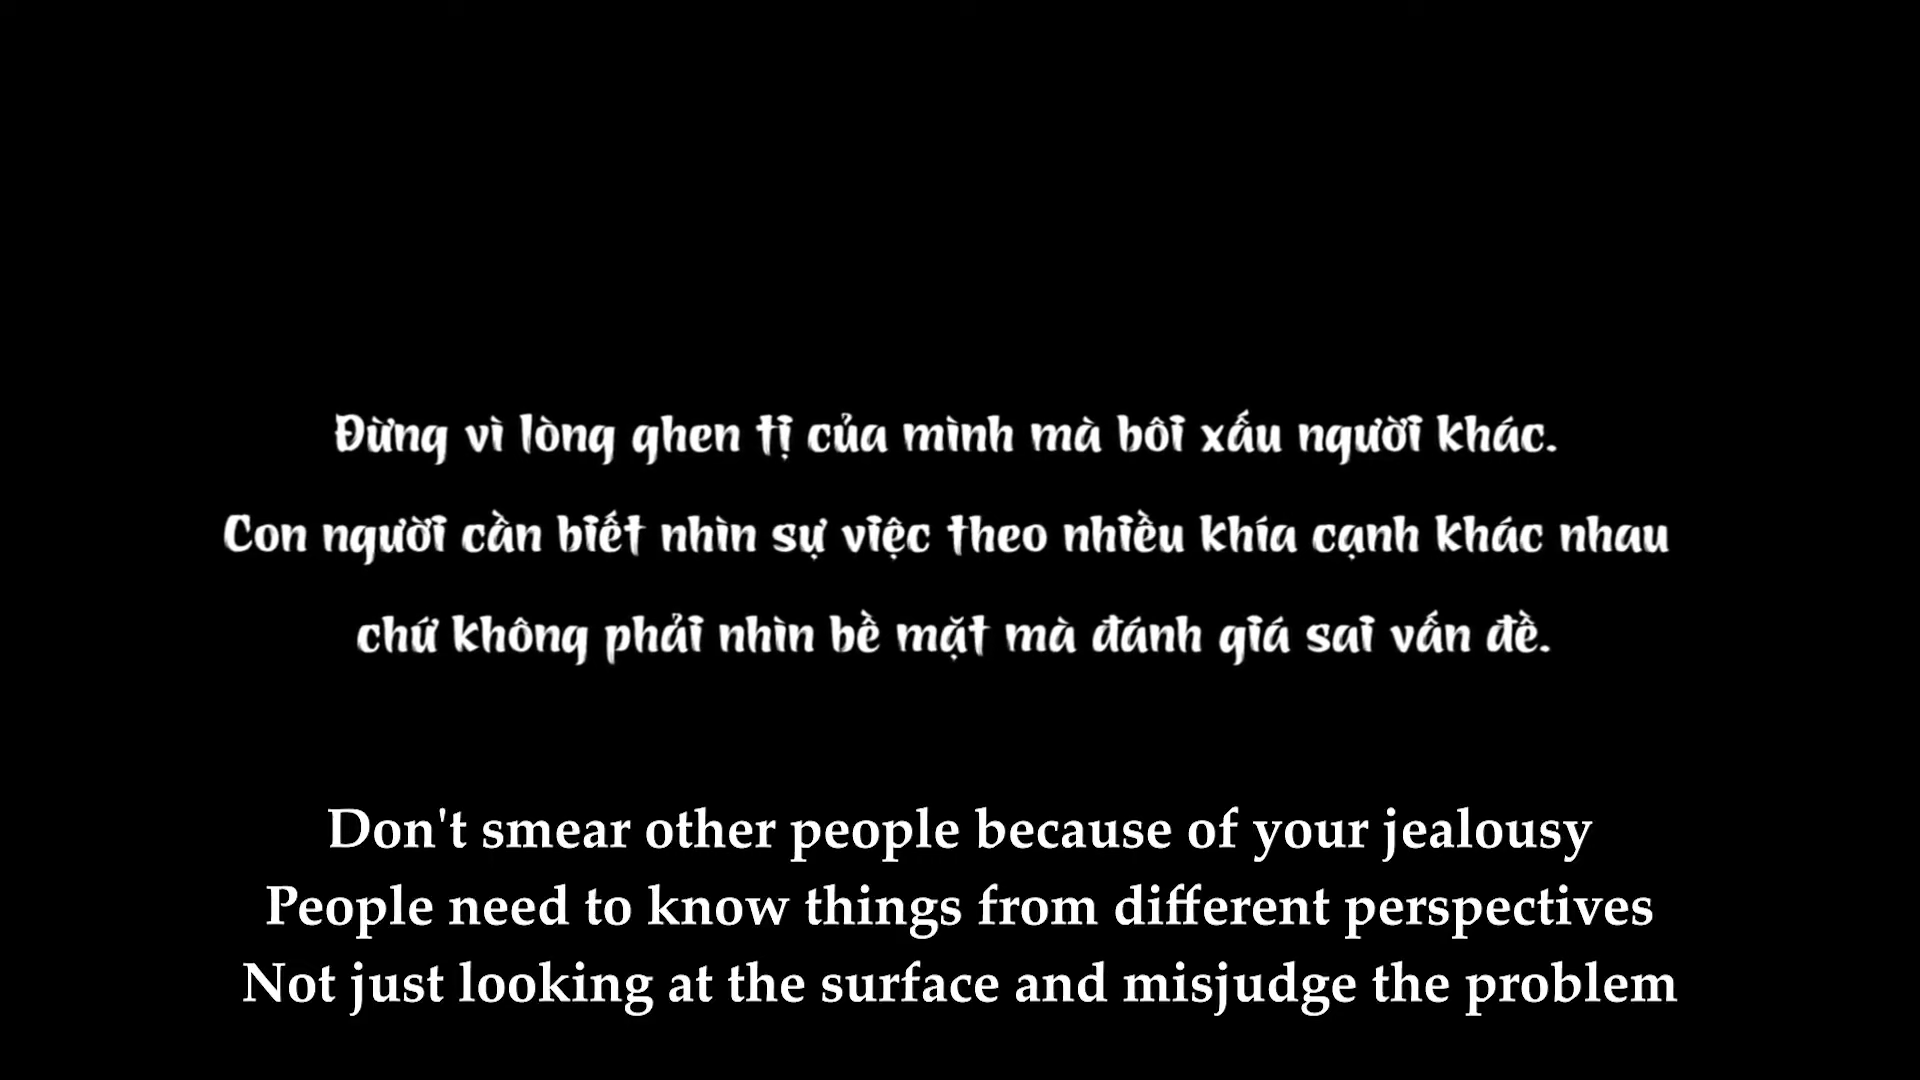 Đừng vì lòng ghen tị của mình mà bôi xấu người khác.
Con người cần biết nhìn sự việc theo nhiều khía cạnh khác nhau
chứ không phải nhìn bề mặt mà đánh giá sai vấn đề.
Don't smear other people because of your jealousy
People need to know things from different perspectives
Not just looking at the surface and misjudge the problem